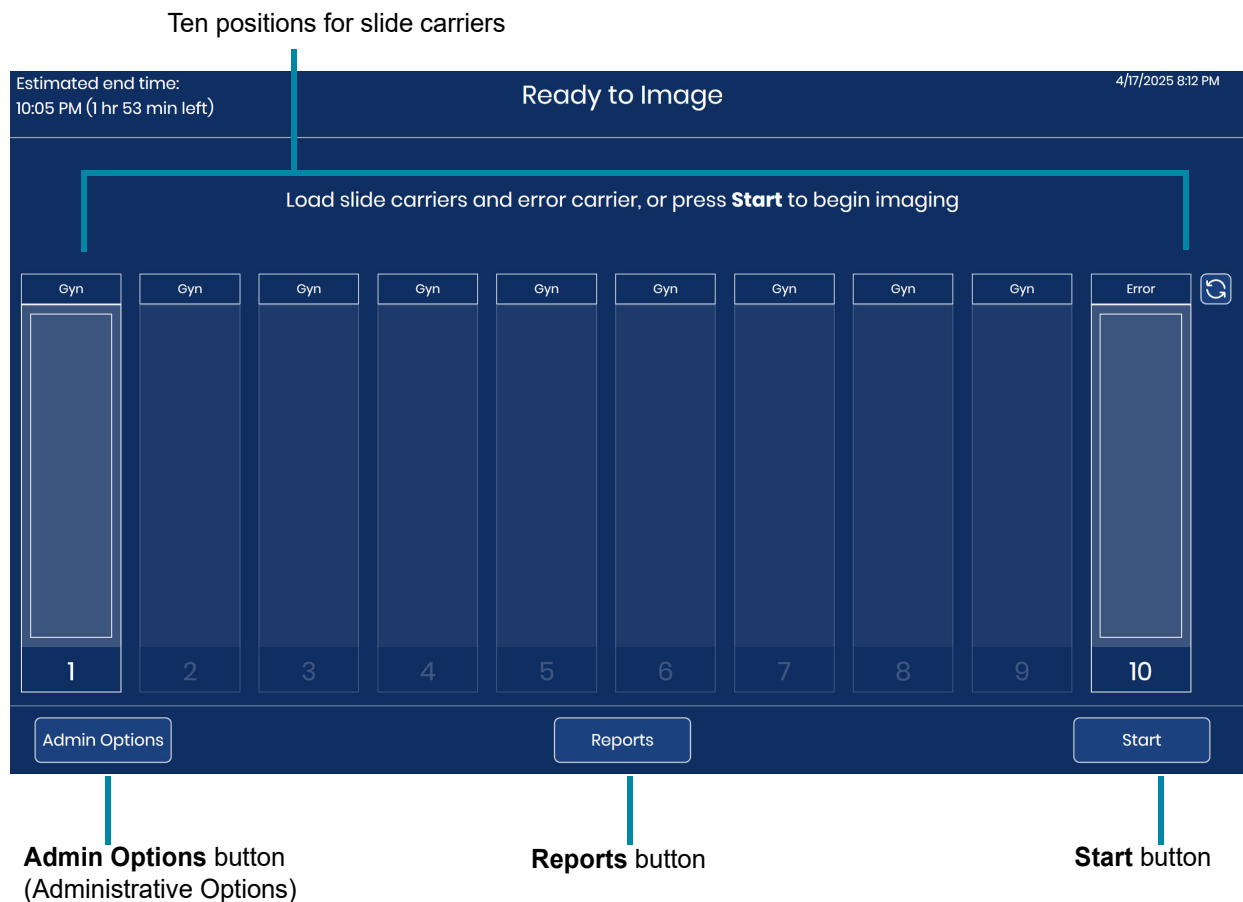 Ten positions for slide carriers
Estimated end time:
10:05 PM (1 hr 53 min left)
Ready to Image
4/17/2025 8:12 PM
Load slide carriers and error carrier, or press Start to begin imaging
Gyn Gyn Gyn Gyn Gyn Gyn Gyn Gyn Gyn Error
1 2 3 4 5 6 7 8 9 10
Admin Options Reports Start
Admin Options button
(Administrative Options)
Reports button
Start button